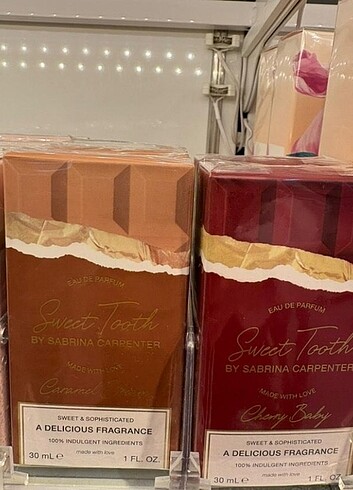 EAU DE PARFUM
Sweet Tooth
BY SABRINA CARPENTER
MADE WITH LOVE
Caramel
SWEET & SOPHISTICATED
A DELICIOUS FRAGRANCE
100% INDULGENT INGREDIENTS
made with love
30 mL ℮ 1 FL. OZ.
EAU DE PARFUM
Sweet Tooth
BY SABRINA CARPENTER
MADE WITH LOVE
Cherry Baby
SWEET & SOPHISTICATED
A DELICIOUS FRAGRANCE
100% INDULGENT INGREDIENTS
made with love
30 mL ℮ 1 FL. OZ.